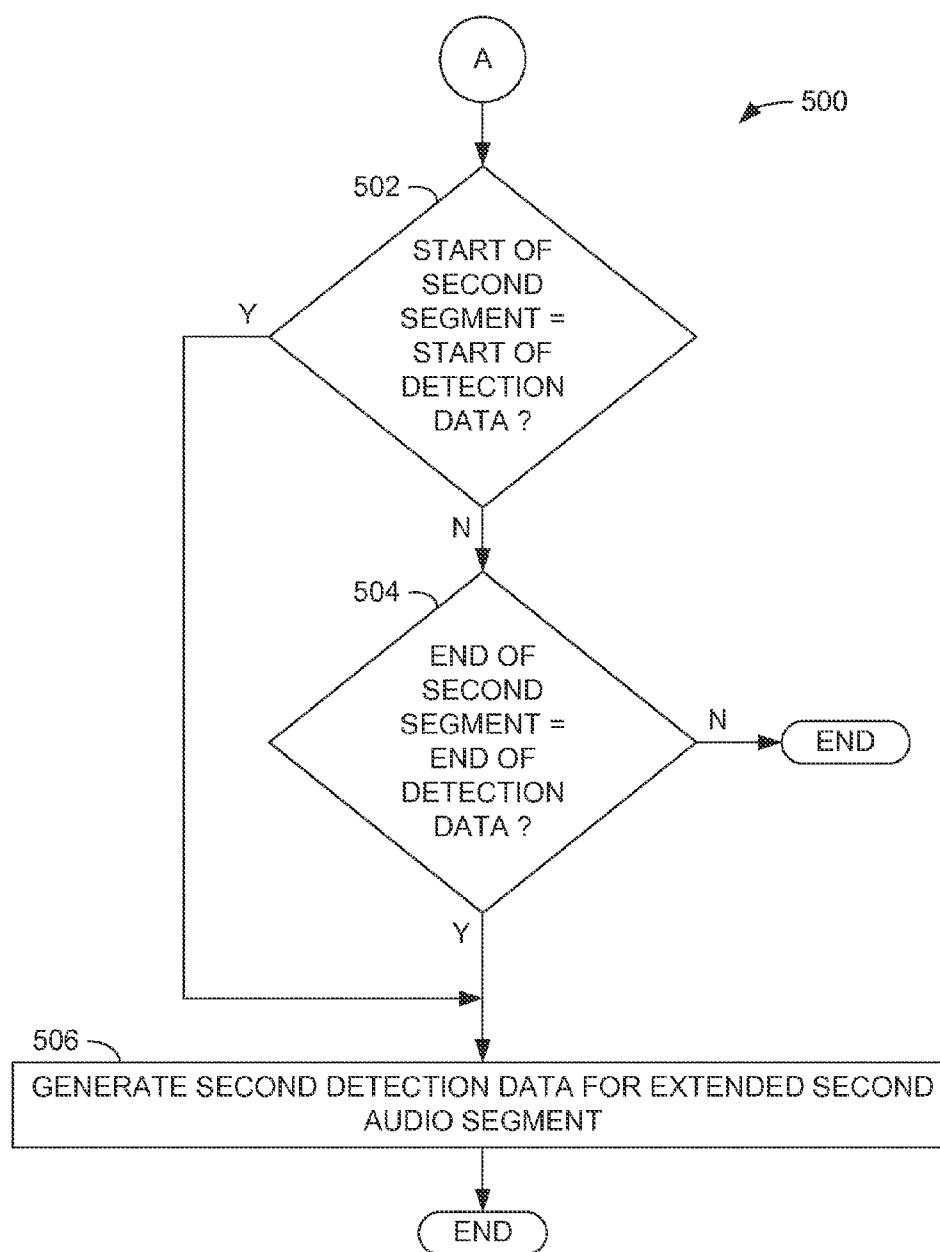 A
500
502
START OF
SECOND
SEGMENT =
START OF
DETECTION
DATA ?
Y
N
504
END OF
SECOND
SEGMENT =
END OF
DETECTION
DATA ?
N
END
Y
506
GENERATE SECOND DETECTION DATA FOR EXTENDED SECOND
AUDIO SEGMENT
END